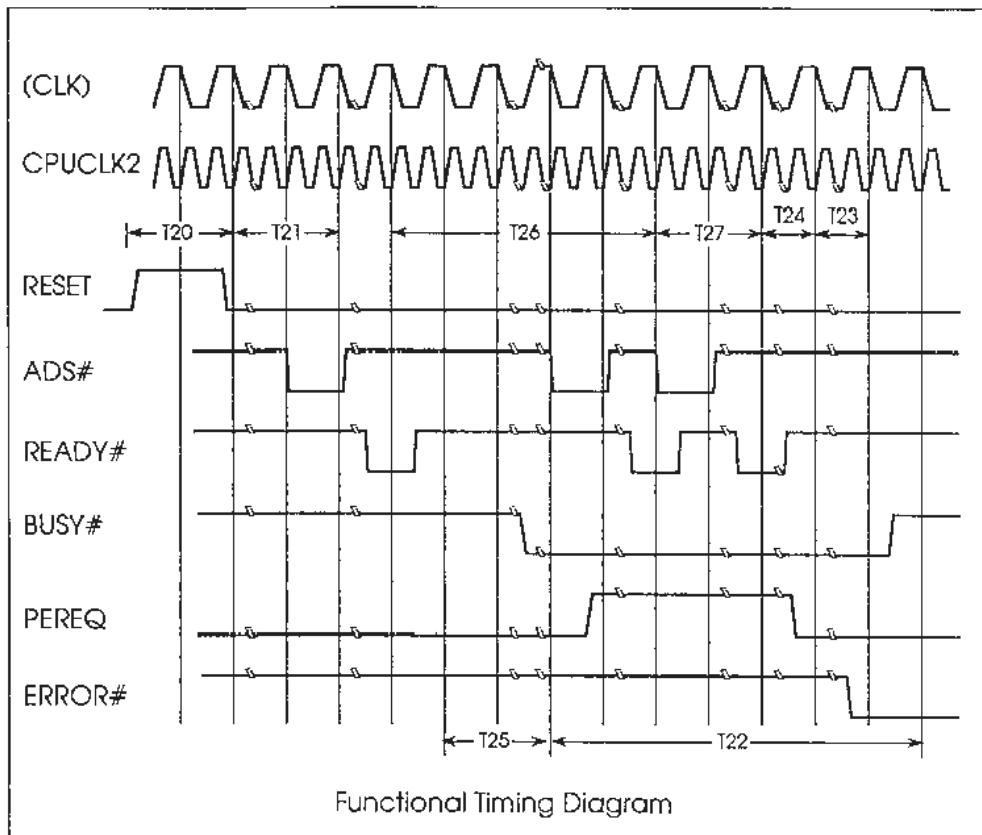 (CLK)
CPUCLK2
T24
T23
T20
T21
T26
T27
RESET
ADS#
READY#
BUSY#
PEREQ
ERROR#
T25
T22
Functional Timing Diagram